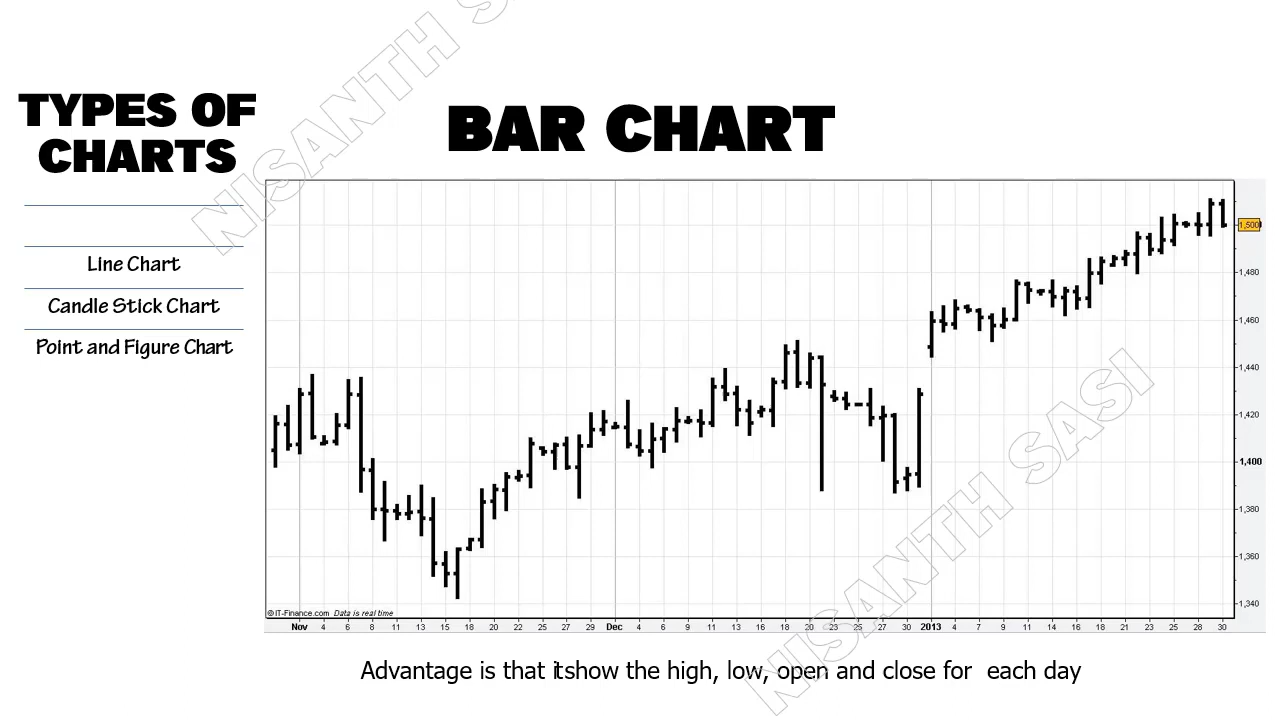 NISANTH S
TYPES OF
CHARTS
BAR CHART
Line Chart
Candle Stick Chart
Point and Figure Chart
1,500
1,480
1,460
1,440
1,420
1,400
1,380
1,360
1,340
© IT-Finance.com Data is real time
Nov 4 6 8 11 13 15 18 20 22 25 27 29 Dec 4 6 9 11 13 16 18 20 23 25 27 30 2013 4 7 9 11 14 16 18 21 23 25 28 30
NISANTH SASI
Advantage is that itshow the high, low, open and close for each day